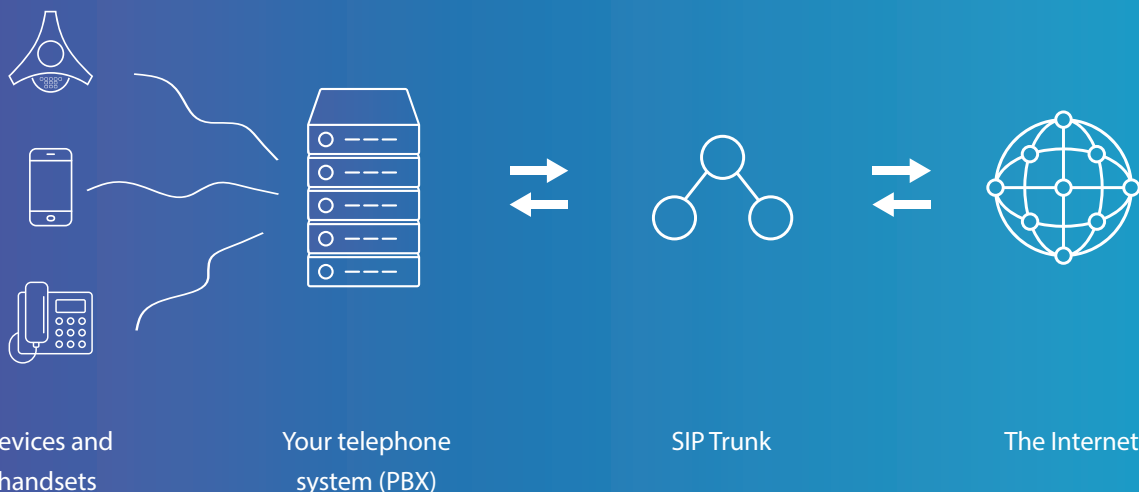 evices and
handsets
Your telephone
system (PBX)
SIP Trunk
The Internet